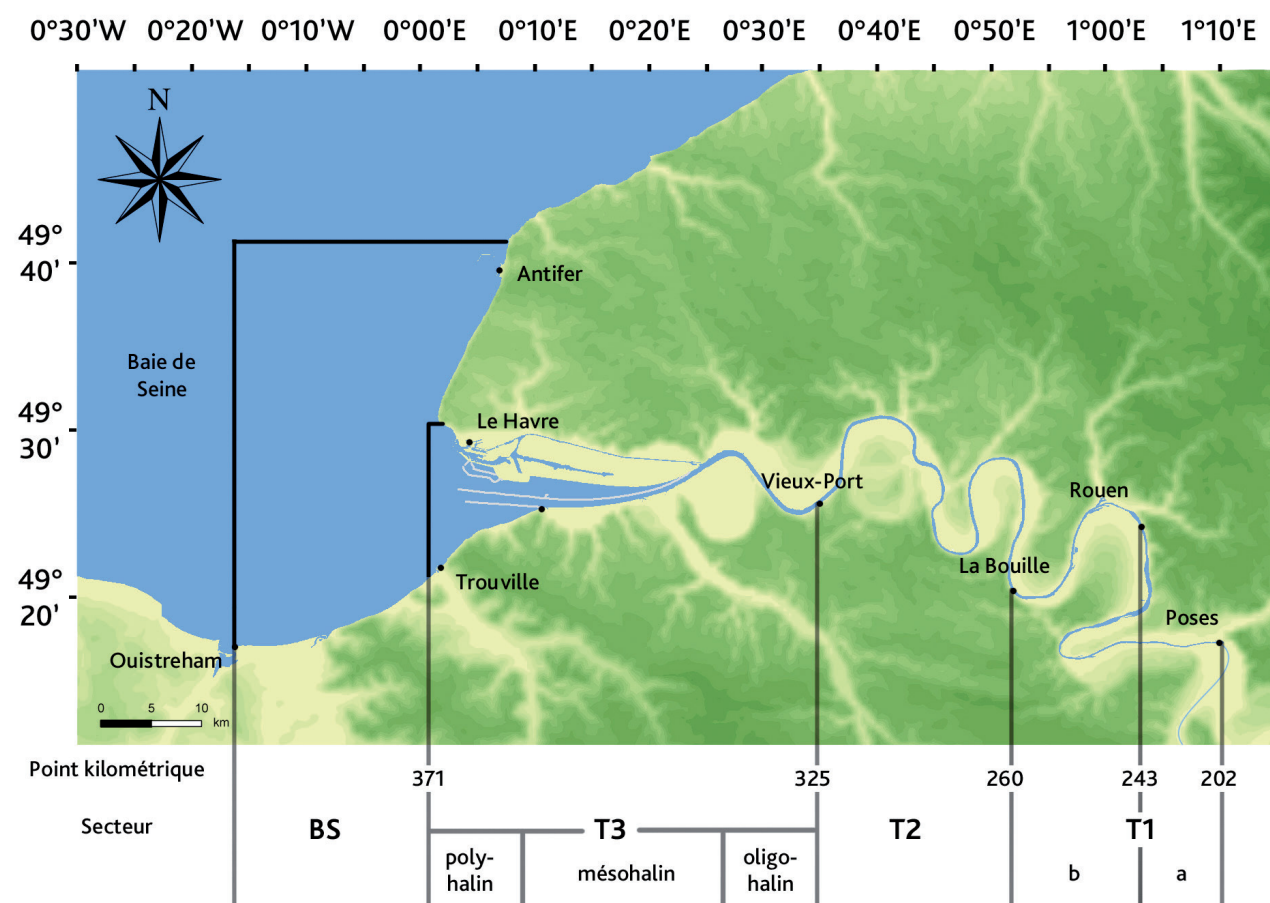 0°30'W 0°20'W 0°10'W 0°00'E 0°10'E 0°20'E 0°30'E 0°40'E 0°50'E 1°00'E 1°10'E
N
49°
40'
Antifer
Baie de
Seine
49°
30'
Le Havre
Vieux-Port
Rouen
La Bouille
49°
20'
Trouville
Poses
Ouistreham
0 5 10
km
Point kilométrique
371 325 260 243 202
Secteur
BS T3 T2 T1
poly-
halin
mésohalin
oligo-
halin
b a